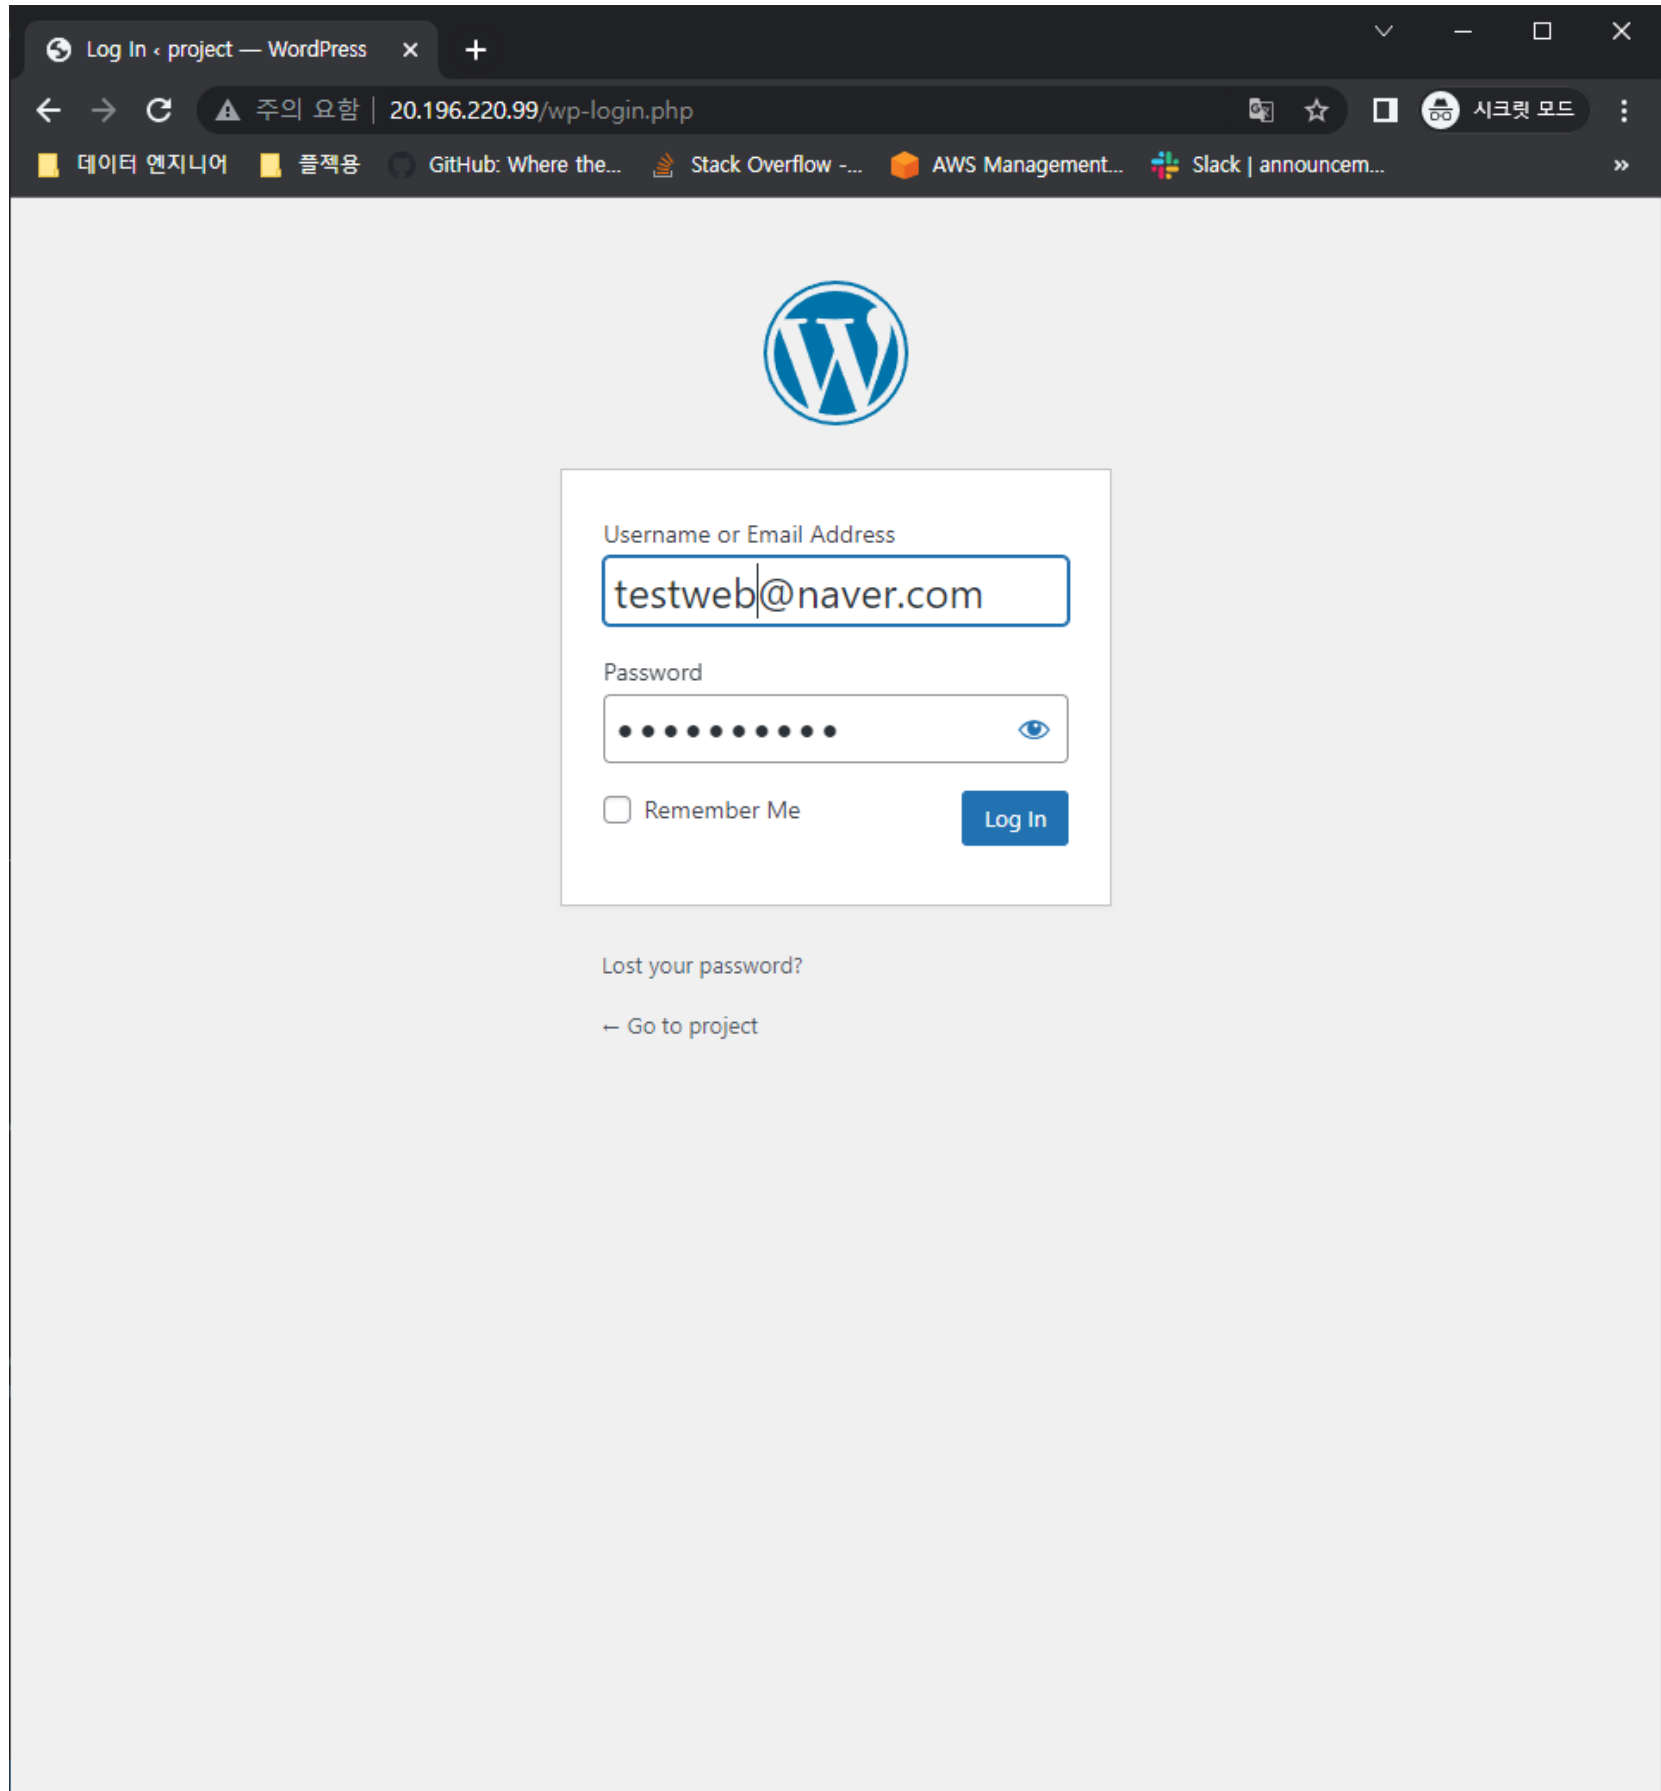 Log In ‹ project — WordPress
주의 요함 | 20.196.220.99/wp-login.php 시크릿 모드
데이터 엔지니어 플젝용 GitHub: Where the... Stack Overflow -... AWS Management... Slack | announcem... »
Username or Email Address
testweb@naver.com
Password
●●●●●●●●●●
Remember Me Log In
Lost your password?
← Go to project